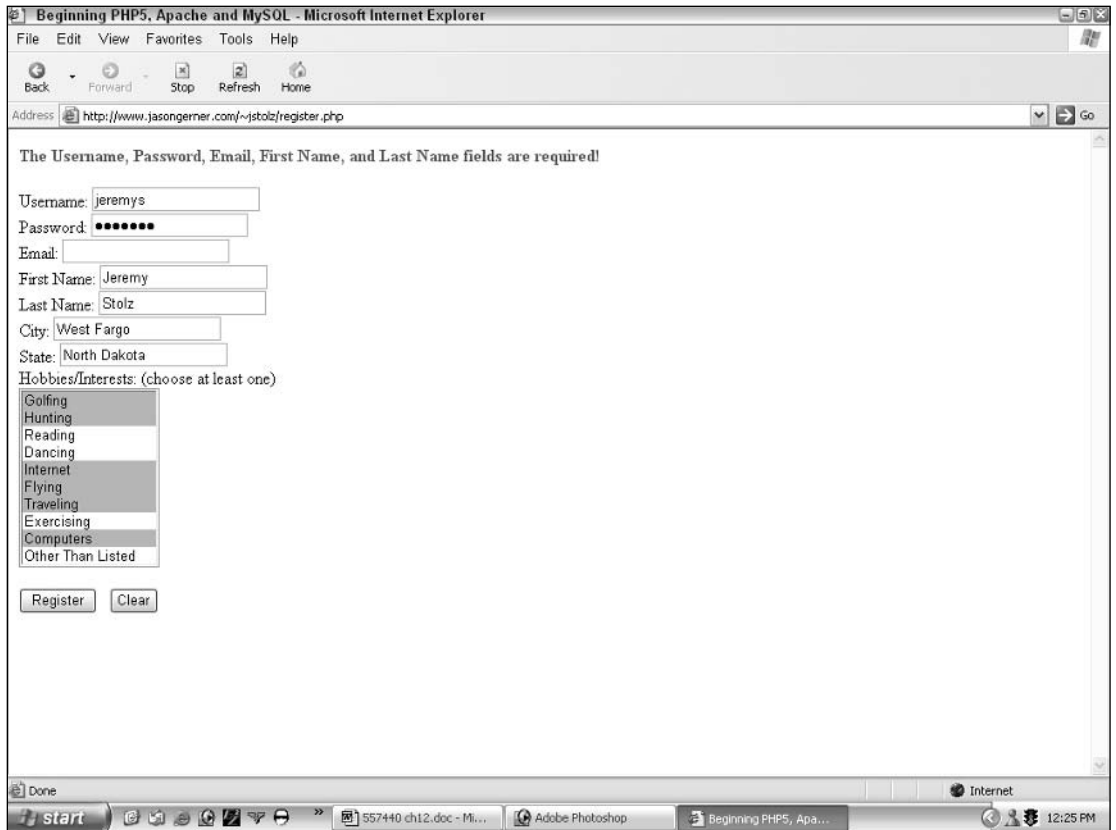 Beginning PHP5, Apache and MySQL - Microsoft Internet Explorer
File Edit View Favorites Tools Help
Back Forward Stop Refresh Home
Address http://www.jasongerner.com/~jstolz/register.php Go
The Username, Password, Email, First Name, and Last Name fields are required!
Username: jeremys
Password: •••••••
Email:
First Name: Jeremy
Last Name: Stolz
City: West Fargo
State: North Dakota
Hobbies/Interests: (choose at least one)
Golfing
Hunting
Reading
Dancing
Internet
Flying
Traveling
Exercising
Computers
Other Than Listed
Register Clear
Done Internet
start » 557440 ch12.doc - Mi... Adobe Photoshop Beginning PHP5, Apa... 12:25 PM